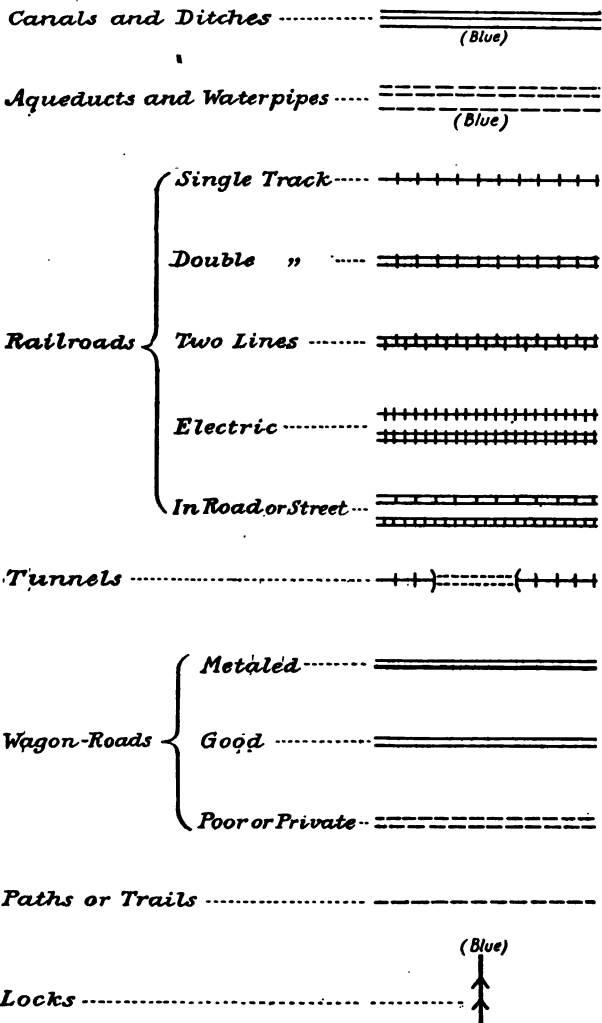 Canals and Ditches
(Blue)
Aqueducts and Waterpipes
(Blue)
Railroads
Single Track
Double „
Two Lines
Electric
In Road or Street
Tunnels
Wagon-Roads
Metaled
Good
Poor or Private
Paths or Trails
(Blue)
Locks